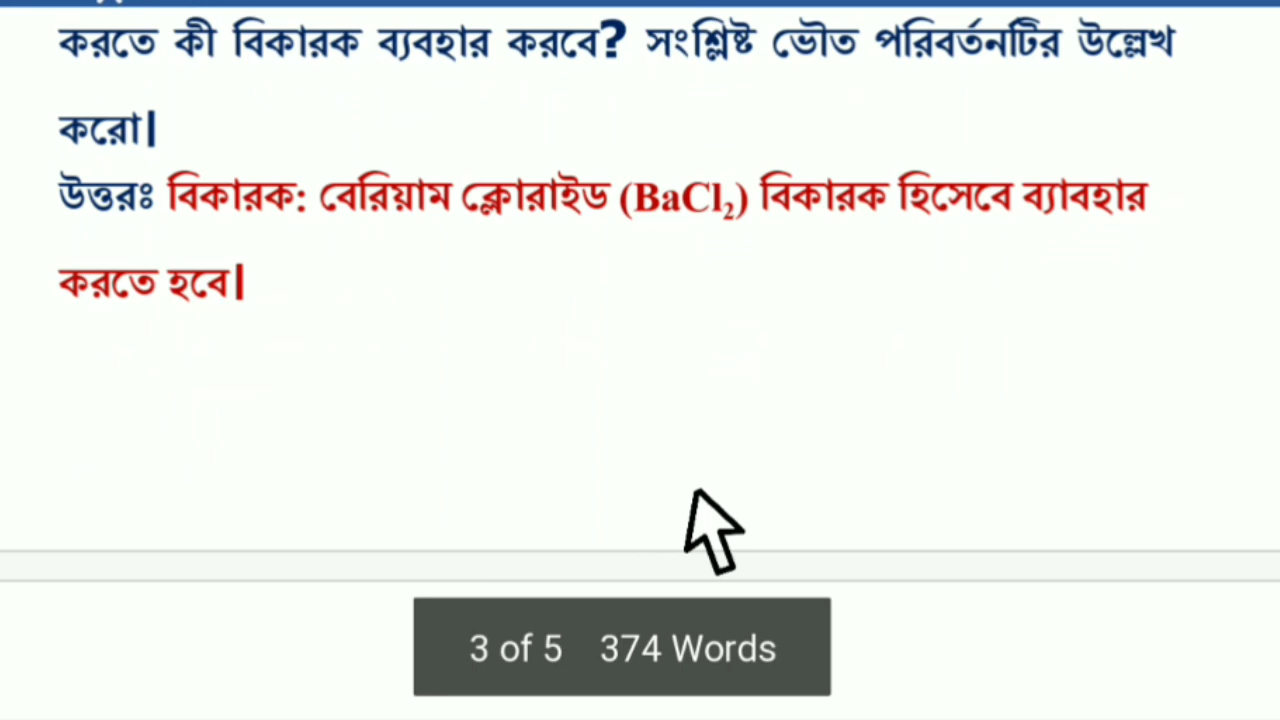 করতে কী বিকারক ব্যবহার করবে? সংশ্লিষ্ট ভৌত পরিবর্তনটির উল্লেখ
করো|
উত্তরঃ বিকারক: বেরিয়াম ক্লোরাইড (BaCl₂) বিকারক হিসেবে ব্যাবহার
করতে হবে|
3 of 5 374 Words